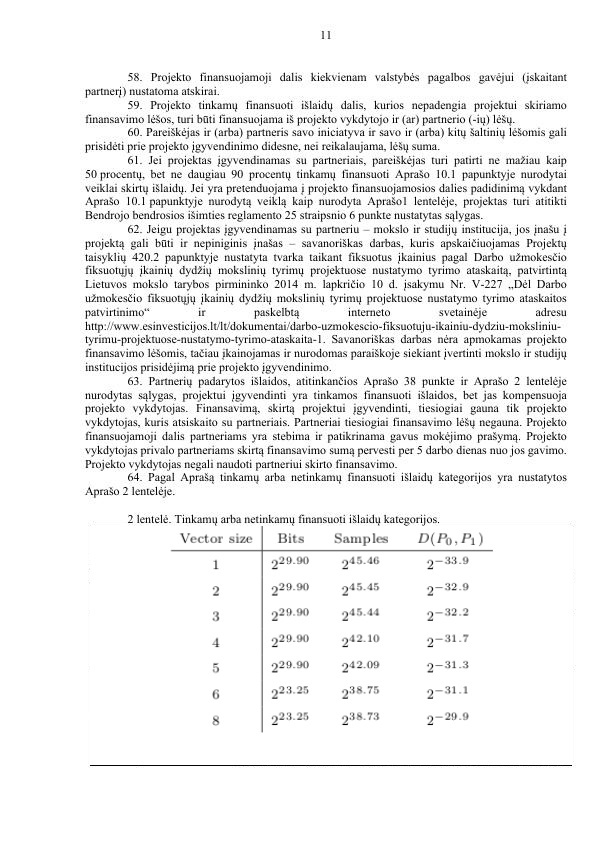 11
58. Projekto finansuojamoji dalis kiekvienam valstybės pagalbos gavėjui (įskaitant
partnerį) nustatoma atskirai.
59. Projekto tinkamų finansuoti išlaidų dalis, kurios nepadengia projektui skiriamo
finansavimo lėšos, turi būti finansuojama iš projekto vykdytojo ir (ar) partnerio (-ių) lėšų.
60. Pareiškėjas ir (arba) partneris savo iniciatyva ir savo ir (arba) kitų šaltinių lėšomis gali
prisidėti prie projekto įgyvendinimo didesne, nei reikalaujama, lėšų suma.
61. Jei projektas įgyvendinamas su partneriais, pareiškėjas turi patirti ne mažiau kaip
50 procentų, bet ne daugiau 90 procentų tinkamų finansuoti Aprašo 10.1 papunktyje nurodytai
veiklai skirtų išlaidų. Jei yra pretenduojama į projekto finansuojamosios dalies padidinimą vykdant
Aprašo 10.1 papunktyje nurodytą veiklą kaip nurodyta Aprašo1 lentelėje, projektas turi atitikti
Bendrojo bendrosios išimties reglamento 25 straipsnio 6 punkte nustatytas sąlygas.
62. Jeigu projektas įgyvendinamas su partneriu – mokslo ir studijų institucija, jos įnašu į
projektą gali būti ir nepiniginis įnašas – savanoriškas darbas, kuris apskaičiuojamas Projektų
taisyklių 420.2 papunktyje nustatyta tvarka taikant fiksuotus įkainius pagal Darbo užmokesčio
fiksuotųjų įkainių dydžių mokslinių tyrimų projektuose nustatymo tyrimo ataskaitą, patvirtintą
Lietuvos mokslo tarybos pirmininko 2014 m. lapkričio 10 d. įsakymu Nr. V-227 „Dėl Darbo
užmokesčio fiksuotųjų įkainių dydžių mokslinių tyrimų projektuose nustatymo tyrimo ataskaitos
patvirtinimo“ ir paskelbtą interneto svetainėje adresu
http://www.esinvesticijos.lt/lt/dokumentai/darbo-uzmokescio-fiksuotuju-ikainiu-dydziu-moksliniu-
tyrimu-projektuose-nustatymo-tyrimo-ataskaita-1. Savanoriškas darbas nėra apmokamas projekto
finansavimo lėšomis, tačiau įkainojamas ir nurodomas paraiškoje siekiant įvertinti mokslo ir studijų
institucijos prisidėjimą prie projekto įgyvendinimo.
63. Partnerių padarytos išlaidos, atitinkančios Aprašo 38 punkte ir Aprašo 2 lentelėje
nurodytas sąlygas, projektui įgyvendinti yra tinkamos finansuoti išlaidos, bet jas kompensuoja
projekto vykdytojas. Finansavimą, skirtą projektui įgyvendinti, tiesiogiai gauna tik projekto
vykdytojas, kuris atsiskaito su partneriais. Partneriai tiesiogiai finansavimo lėšų negauna. Projekto
finansuojamoji dalis partneriams yra stebima ir patikrinama gavus mokėjimo prašymą. Projekto
vykdytojas privalo partneriams skirtą finansavimo sumą pervesti per 5 darbo dienas nuo jos gavimo.
Projekto vykdytojas negali naudoti partneriui skirto finansavimo.
64. Pagal Aprašą tinkamų arba netinkamų finansuoti išlaidų kategorijos yra nustatytos
Aprašo 2 lentelėje.
2 lentelė. Tinkamų arba netinkamų finansuoti išlaidų kategorijos.
Vector size Bits Samples D(P₀, P₁)
1 2^29.90 2^45.46 2^−33.9
2 2^29.90 2^45.45 2^−32.9
3 2^29.90 2^45.44 2^−32.2
4 2^29.90 2^42.10 2^−31.7
5 2^29.90 2^42.09 2^−31.3
6 2^23.25 2^38.75 2^−31.1
8 2^23.25 2^38.73 2^−29.9